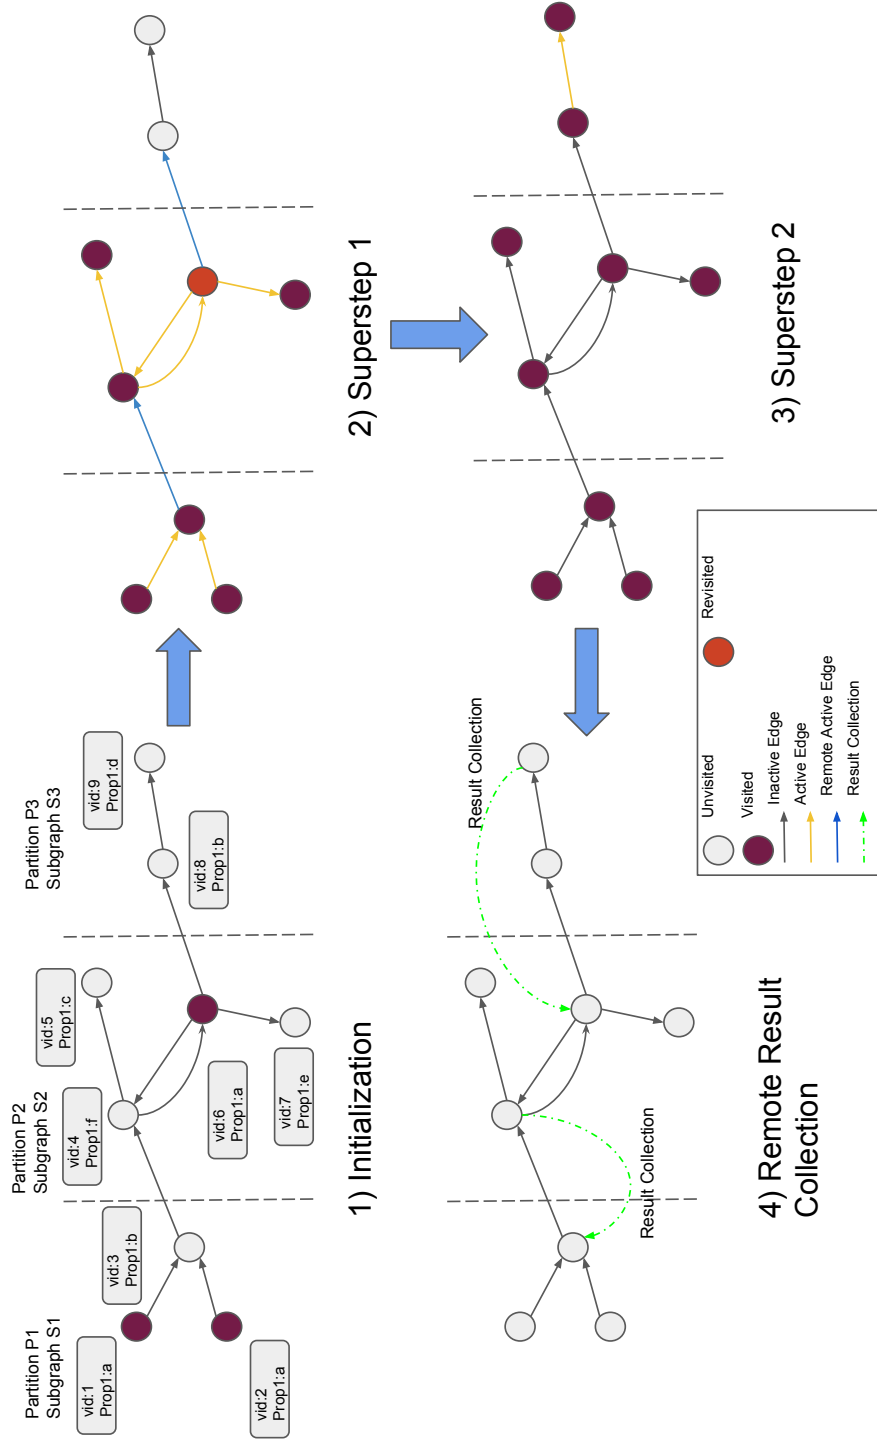 Partition P1
Subgraph S1
Partition P2
Subgraph S2
Partition P3
Subgraph S3
vid:1
Prop1:a
vid:2
Prop1:a
vid:3
Prop1:b
vid:4
Prop1:f
vid:5
Prop1:c
vid:6
Prop1:a
vid:7
Prop1:e
vid:8
Prop1:b
vid:9
Prop1:d
1) Initialization
2) Superstep 1
3) Superstep 2
Result Collection
Result Collection
4) Remote Result
Collection
Unvisited
Revisited
Visited
Inactive Edge
Active Edge
Remote Active Edge
Result Collection